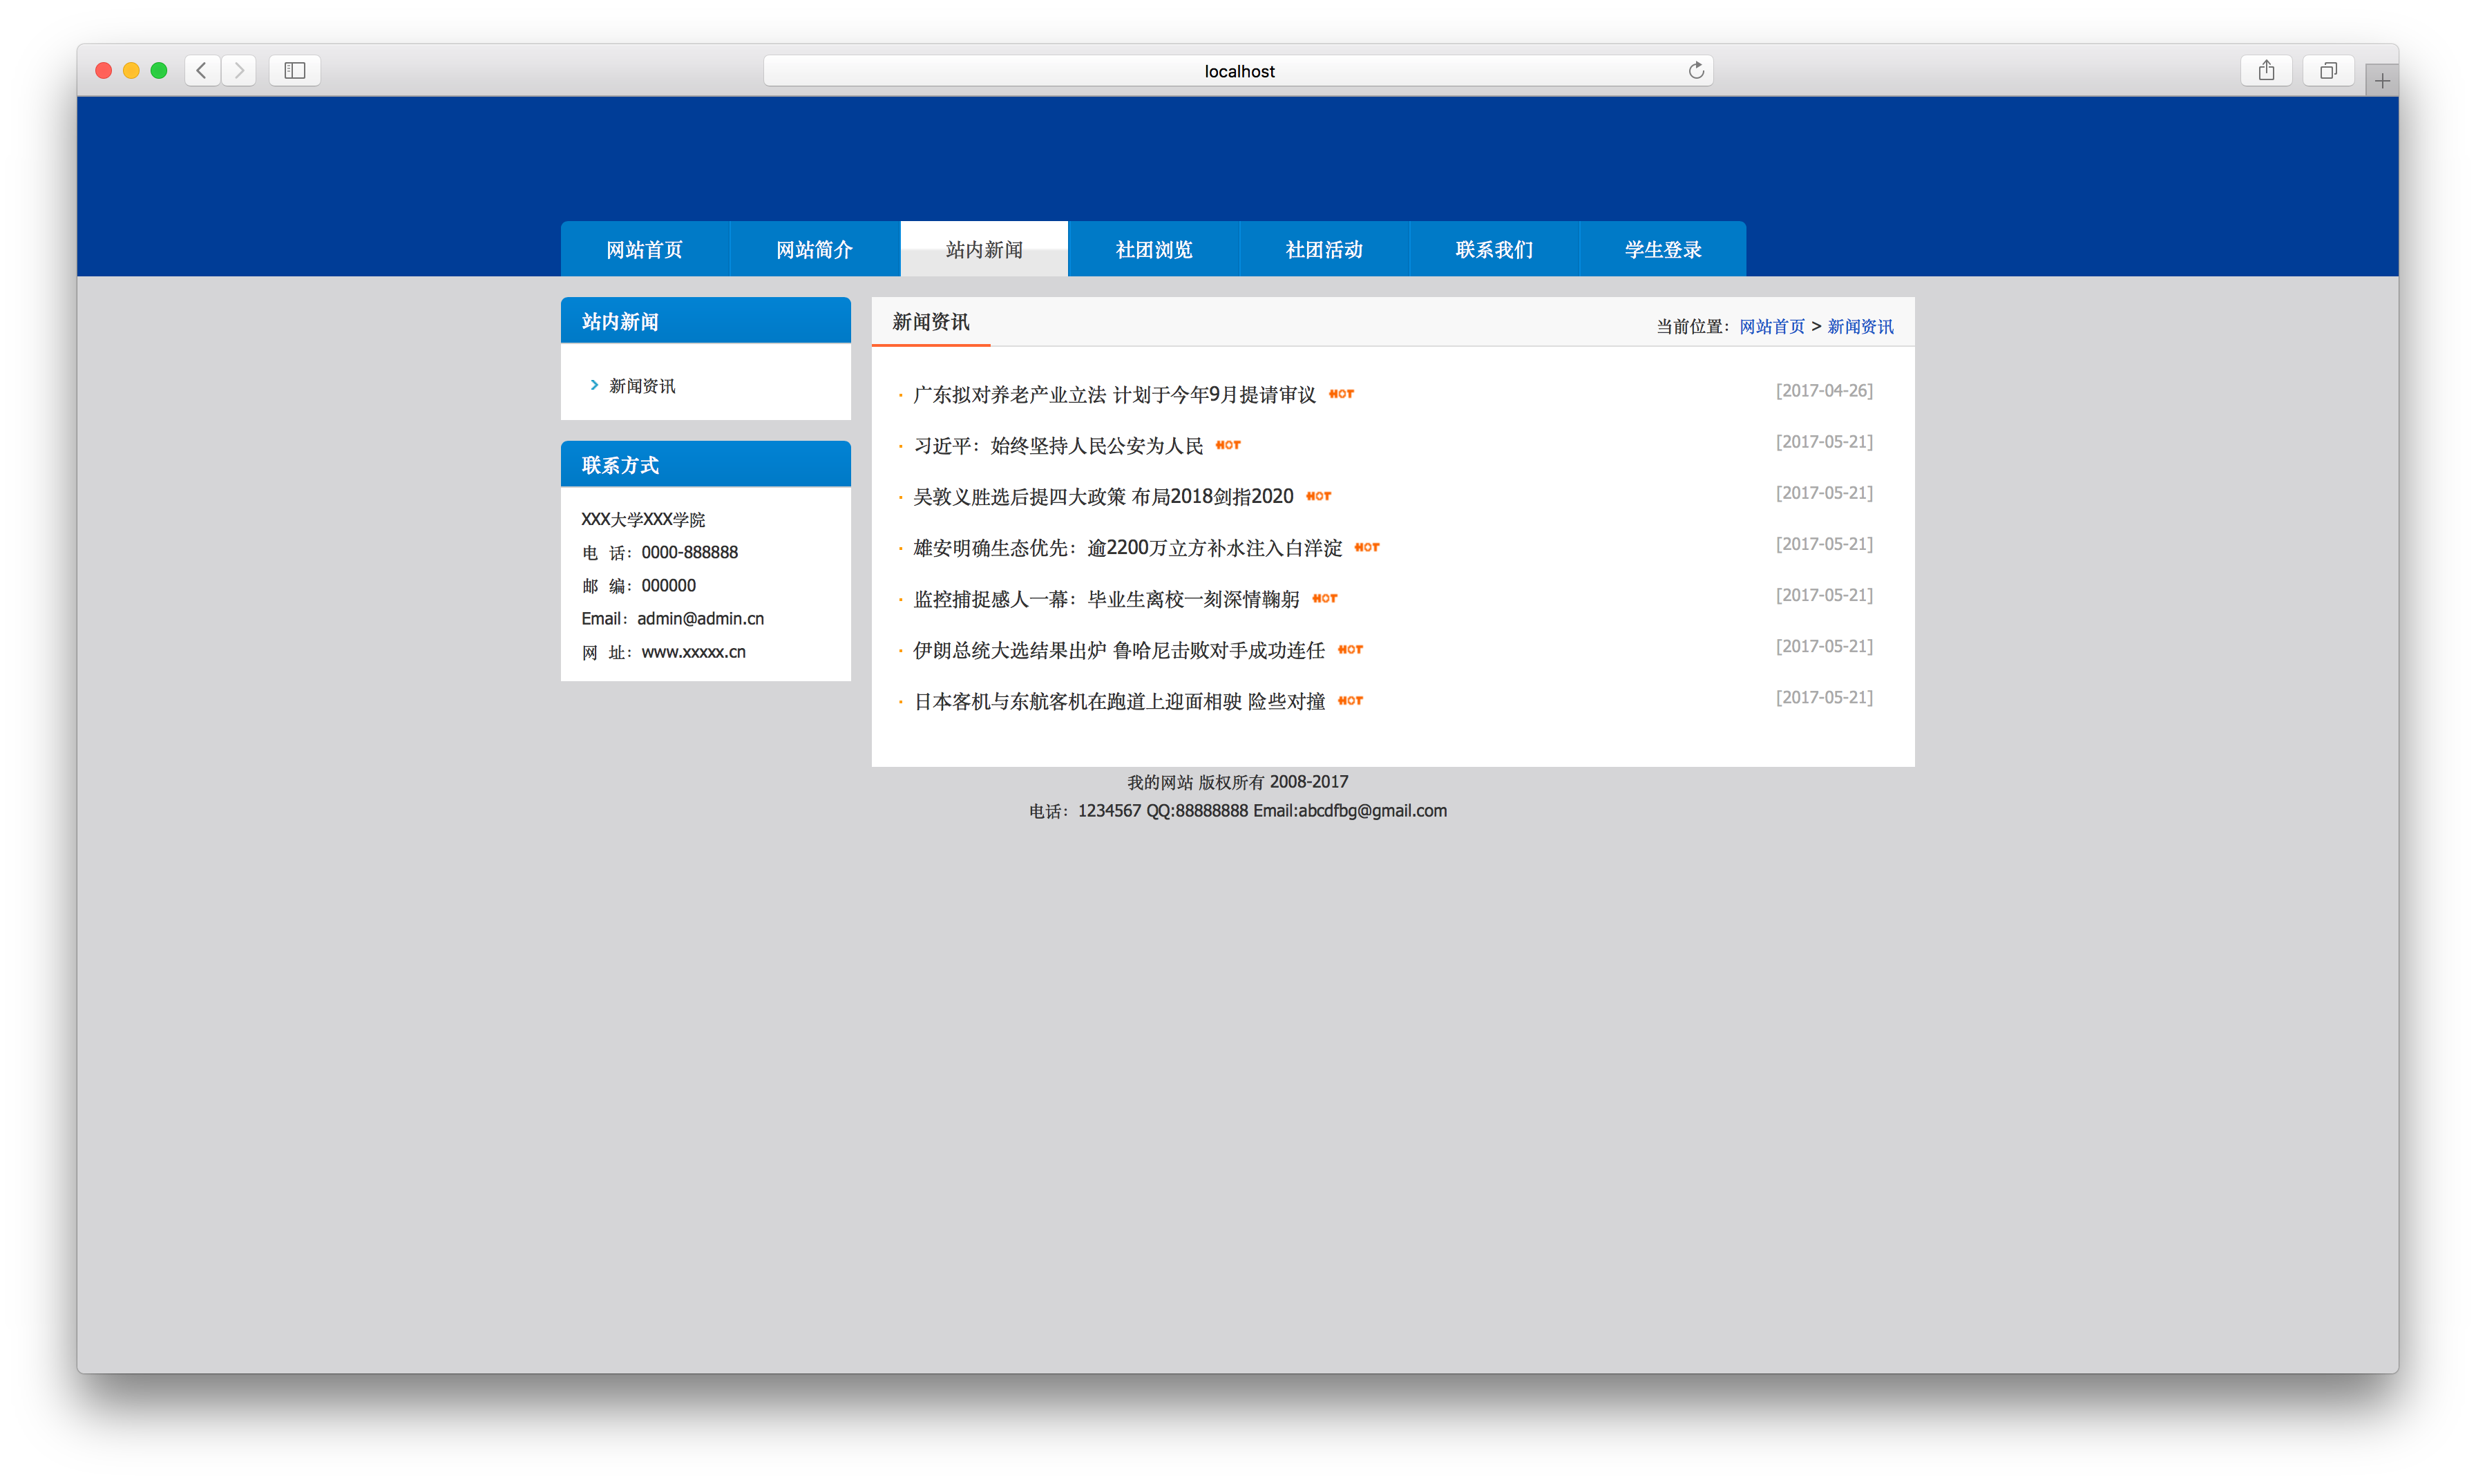 localhost
网站首页 网站简介 站内新闻 社团浏览 社团活动 联系我们 学生登录
站内新闻
新闻资讯
联系方式
XXX大学XXX学院
电 话：0000-888888
邮 编：000000
Email：admin@admin.cn
网 址：www.xxxxx.cn
新闻资讯
当前位置：网站首页 > 新闻资讯
广东拟对养老产业立法 计划于今年9月提请审议 HOT [2017-04-26]
习近平：始终坚持人民公安为人民 HOT [2017-05-21]
吴敦义胜选后提四大政策 布局2018剑指2020 HOT [2017-05-21]
雄安明确生态优先：逾2200万立方补水注入白洋淀 HOT [2017-05-21]
监控捕捉感人一幕：毕业生离校一刻深情鞠躬 HOT [2017-05-21]
伊朗总统大选结果出炉 鲁哈尼击败对手成功连任 HOT [2017-05-21]
日本客机与东航客机在跑道上迎面相驶 险些对撞 HOT [2017-05-21]
我的网站 版权所有 2008-2017
电话：1234567 QQ:88888888 Email:abcdfbg@gmail.com